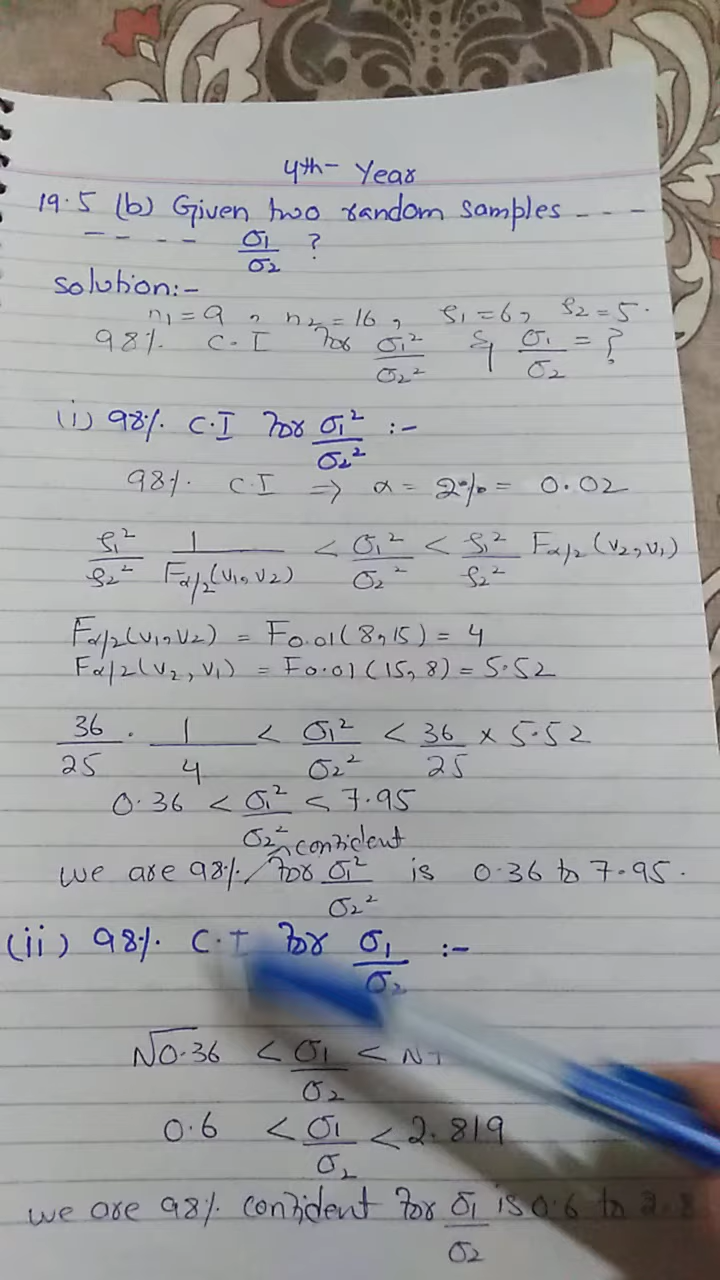 4th- Year
19.5 (b) Given two random samples - - -
- - - - σ₁/σ₂ ?
Solution:-
n₁ = 9 , n₂ = 16 , s₁ = 6 , s₂ = 5 .
98% C.I for σ₁²/σ₂² & σ₁/σ₂ = ?
(i) 98% C.I for σ₁²/σ₂² :-
98% C.I ⇒ α = 2% = 0.02
s₁²/s₂² 1/Fα/2(v₁, v₂) < σ₁²/σ₂² < s₁²/s₂² Fα/2 (v₂, v₁)
Fα/2(v₁, v₂) = F0.01(8, 15) = 4
Fα/2(v₂, v₁) = F0.01(15, 8) = 5.52
36/25 . 1/4 < σ₁²/σ₂² < 36/25 × 5.52
0.36 < σ₁²/σ₂² < 7.95
we are 98% confident for σ₁²/σ₂² is 0.36 to 7.95.
(ii) 98% C.I for σ₁/σ₂ :-
√0.36 < σ₁/σ₂ <
0.6 < σ₁/σ₂ < 2.819
we are 98% confident for σ₁/σ₂ is 0.6 to 2.8